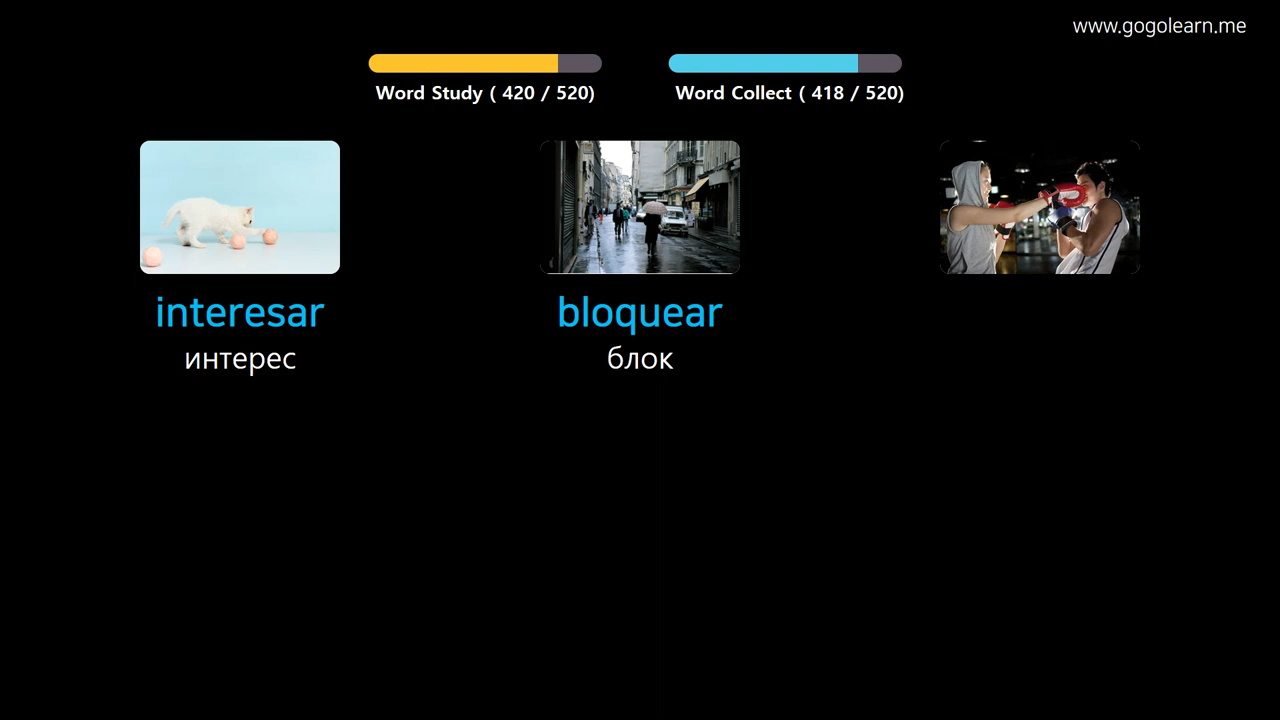 www.gogolearn.me
Word Study ( 420 / 520)
Word Collect ( 418 / 520)
interesar
bloquear
интерес
блок